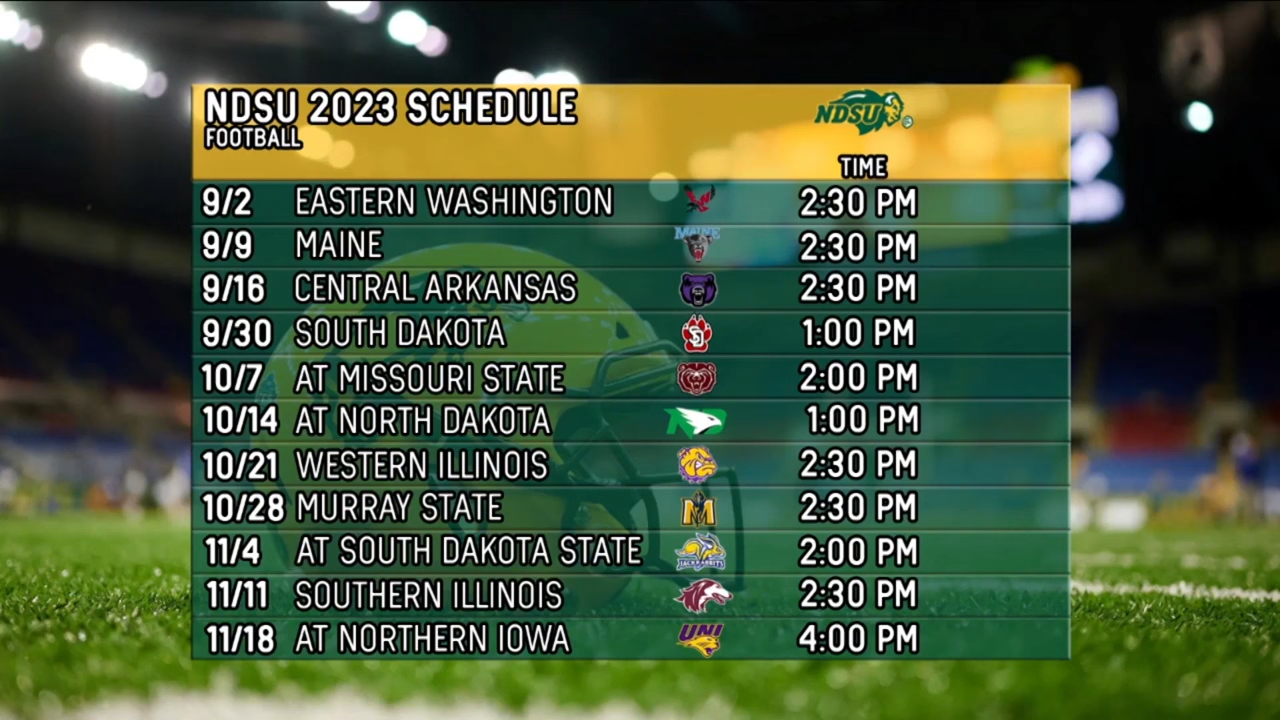 NDSU 2023 SCHEDULE
FOOTBALL
NDSU
TIME
9/2 EASTERN WASHINGTON 2:30 PM
9/9 MAINE MAINE 2:30 PM
9/16 CENTRAL ARKANSAS 2:30 PM
9/30 SOUTH DAKOTA SD 1:00 PM
10/7 AT MISSOURI STATE 2:00 PM
10/14 AT NORTH DAKOTA 1:00 PM
10/21 WESTERN ILLINOIS 2:30 PM
10/28 MURRAY STATE M 2:30 PM
11/4 AT SOUTH DAKOTA STATE JACKRABBITS 2:00 PM
11/11 SOUTHERN ILLINOIS 2:30 PM
11/18 AT NORTHERN IOWA UNI 4:00 PM